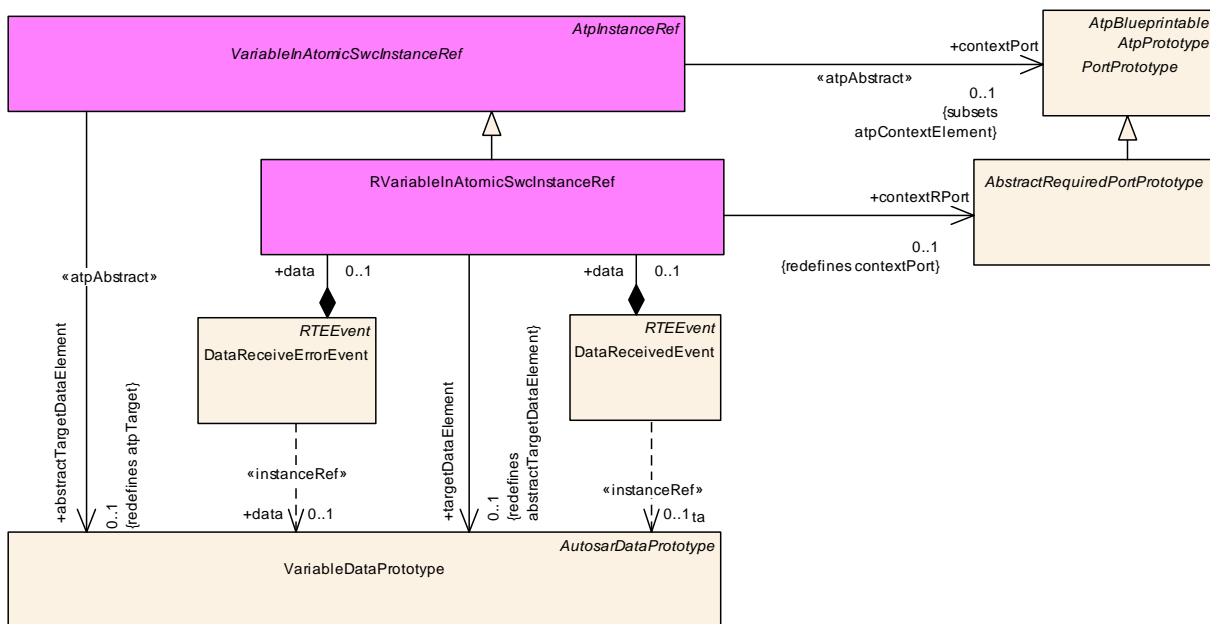 AtpInstanceRef
VariableInAtomicSwcInstanceRef
AtpBlueprintable
AtpPrototype
PortPrototype
+contextPort
«atpAbstract»
0..1
{subsets
atpContextElement}
RVariableInAtomicSwcInstanceRef
AbstractRequiredPortPrototype
+contextRPort
0..1
{redefines contextPort}
«atpAbstract»
+data 0..1
+data 0..1
RTEEvent
DataReceiveErrorEvent
RTEEvent
DataReceivedEvent
+abstractTargetDataElement
0..1
{redefines atpTarget}
«instanceRef»
+data 0..1
+targetDataElement
0..1
{redefines
abstractTargetDataElement}
«instanceRef»
0..1 ta
AutosarDataPrototype
VariableDataPrototype